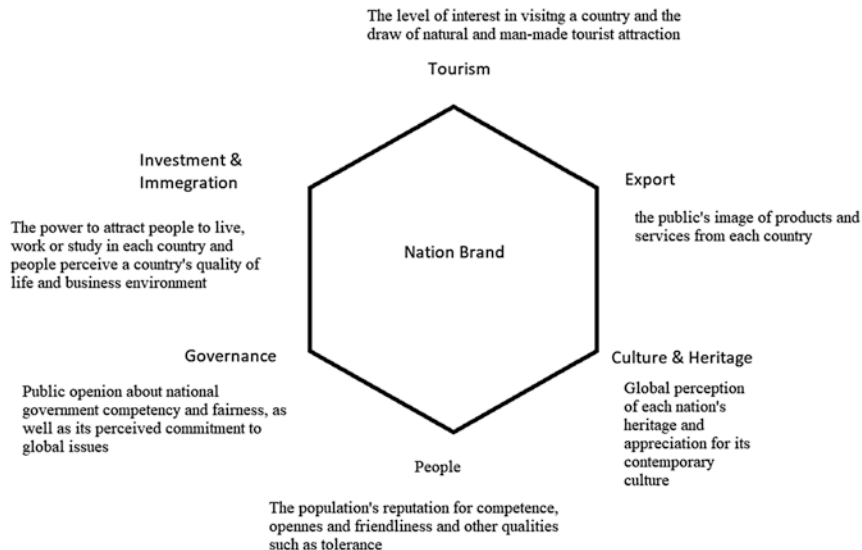 The level of interest in visitng a country and the
draw of natural and man-made tourist attraction
Tourism
Investment &
Immegration
The power to attract people to live,
work or study in each country and
people perceive a country's quality of
life and business environment
Export
the public's image of products and
services from each country
Nation Brand
Governance
Public openion about national
government competency and fairness, as
well as its perceived commitment to
global issues
Culture & Heritage
Global perception
of each nation's
heritage and
appreciation for its
contemporary
culture
People
The population's reputation for competence,
opennes and friendliness and other qualities
such as tolerance